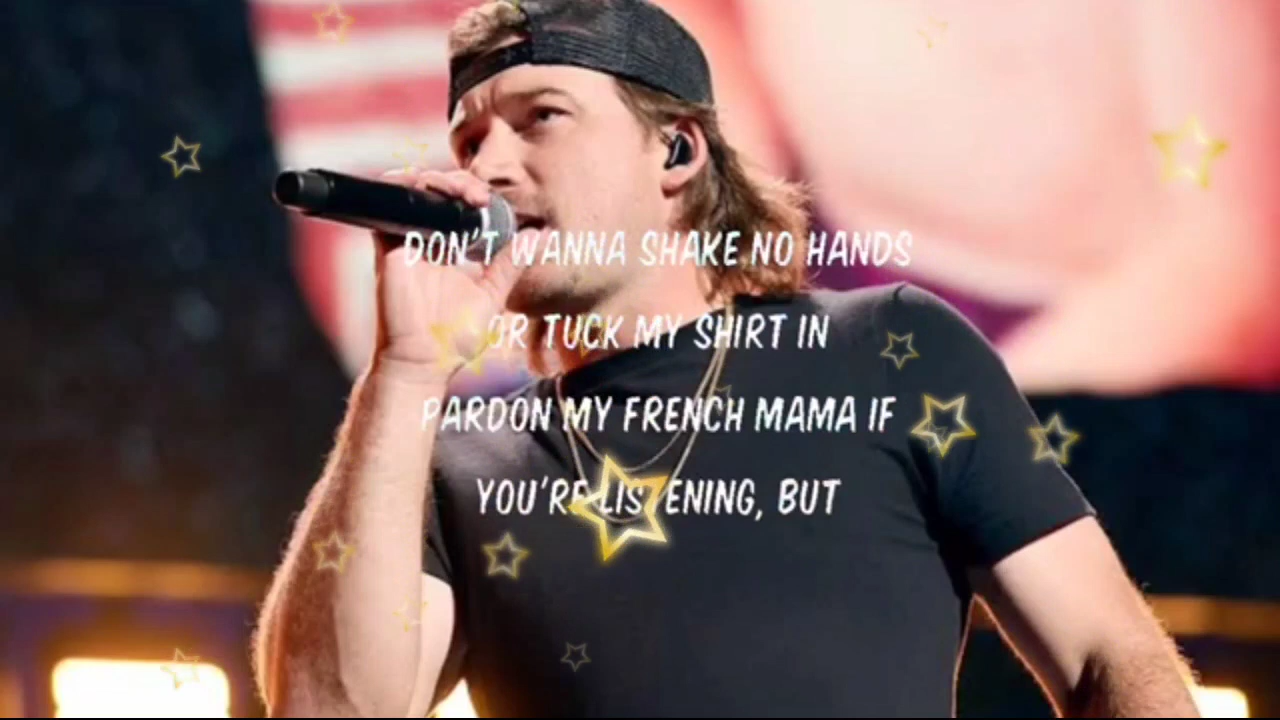 DON'T WANNA SHAKE NO HANDS
OR TUCK MY SHIRT IN
PARDON MY FRENCH MAMA IF
YOU'RE LISTENING, BUT